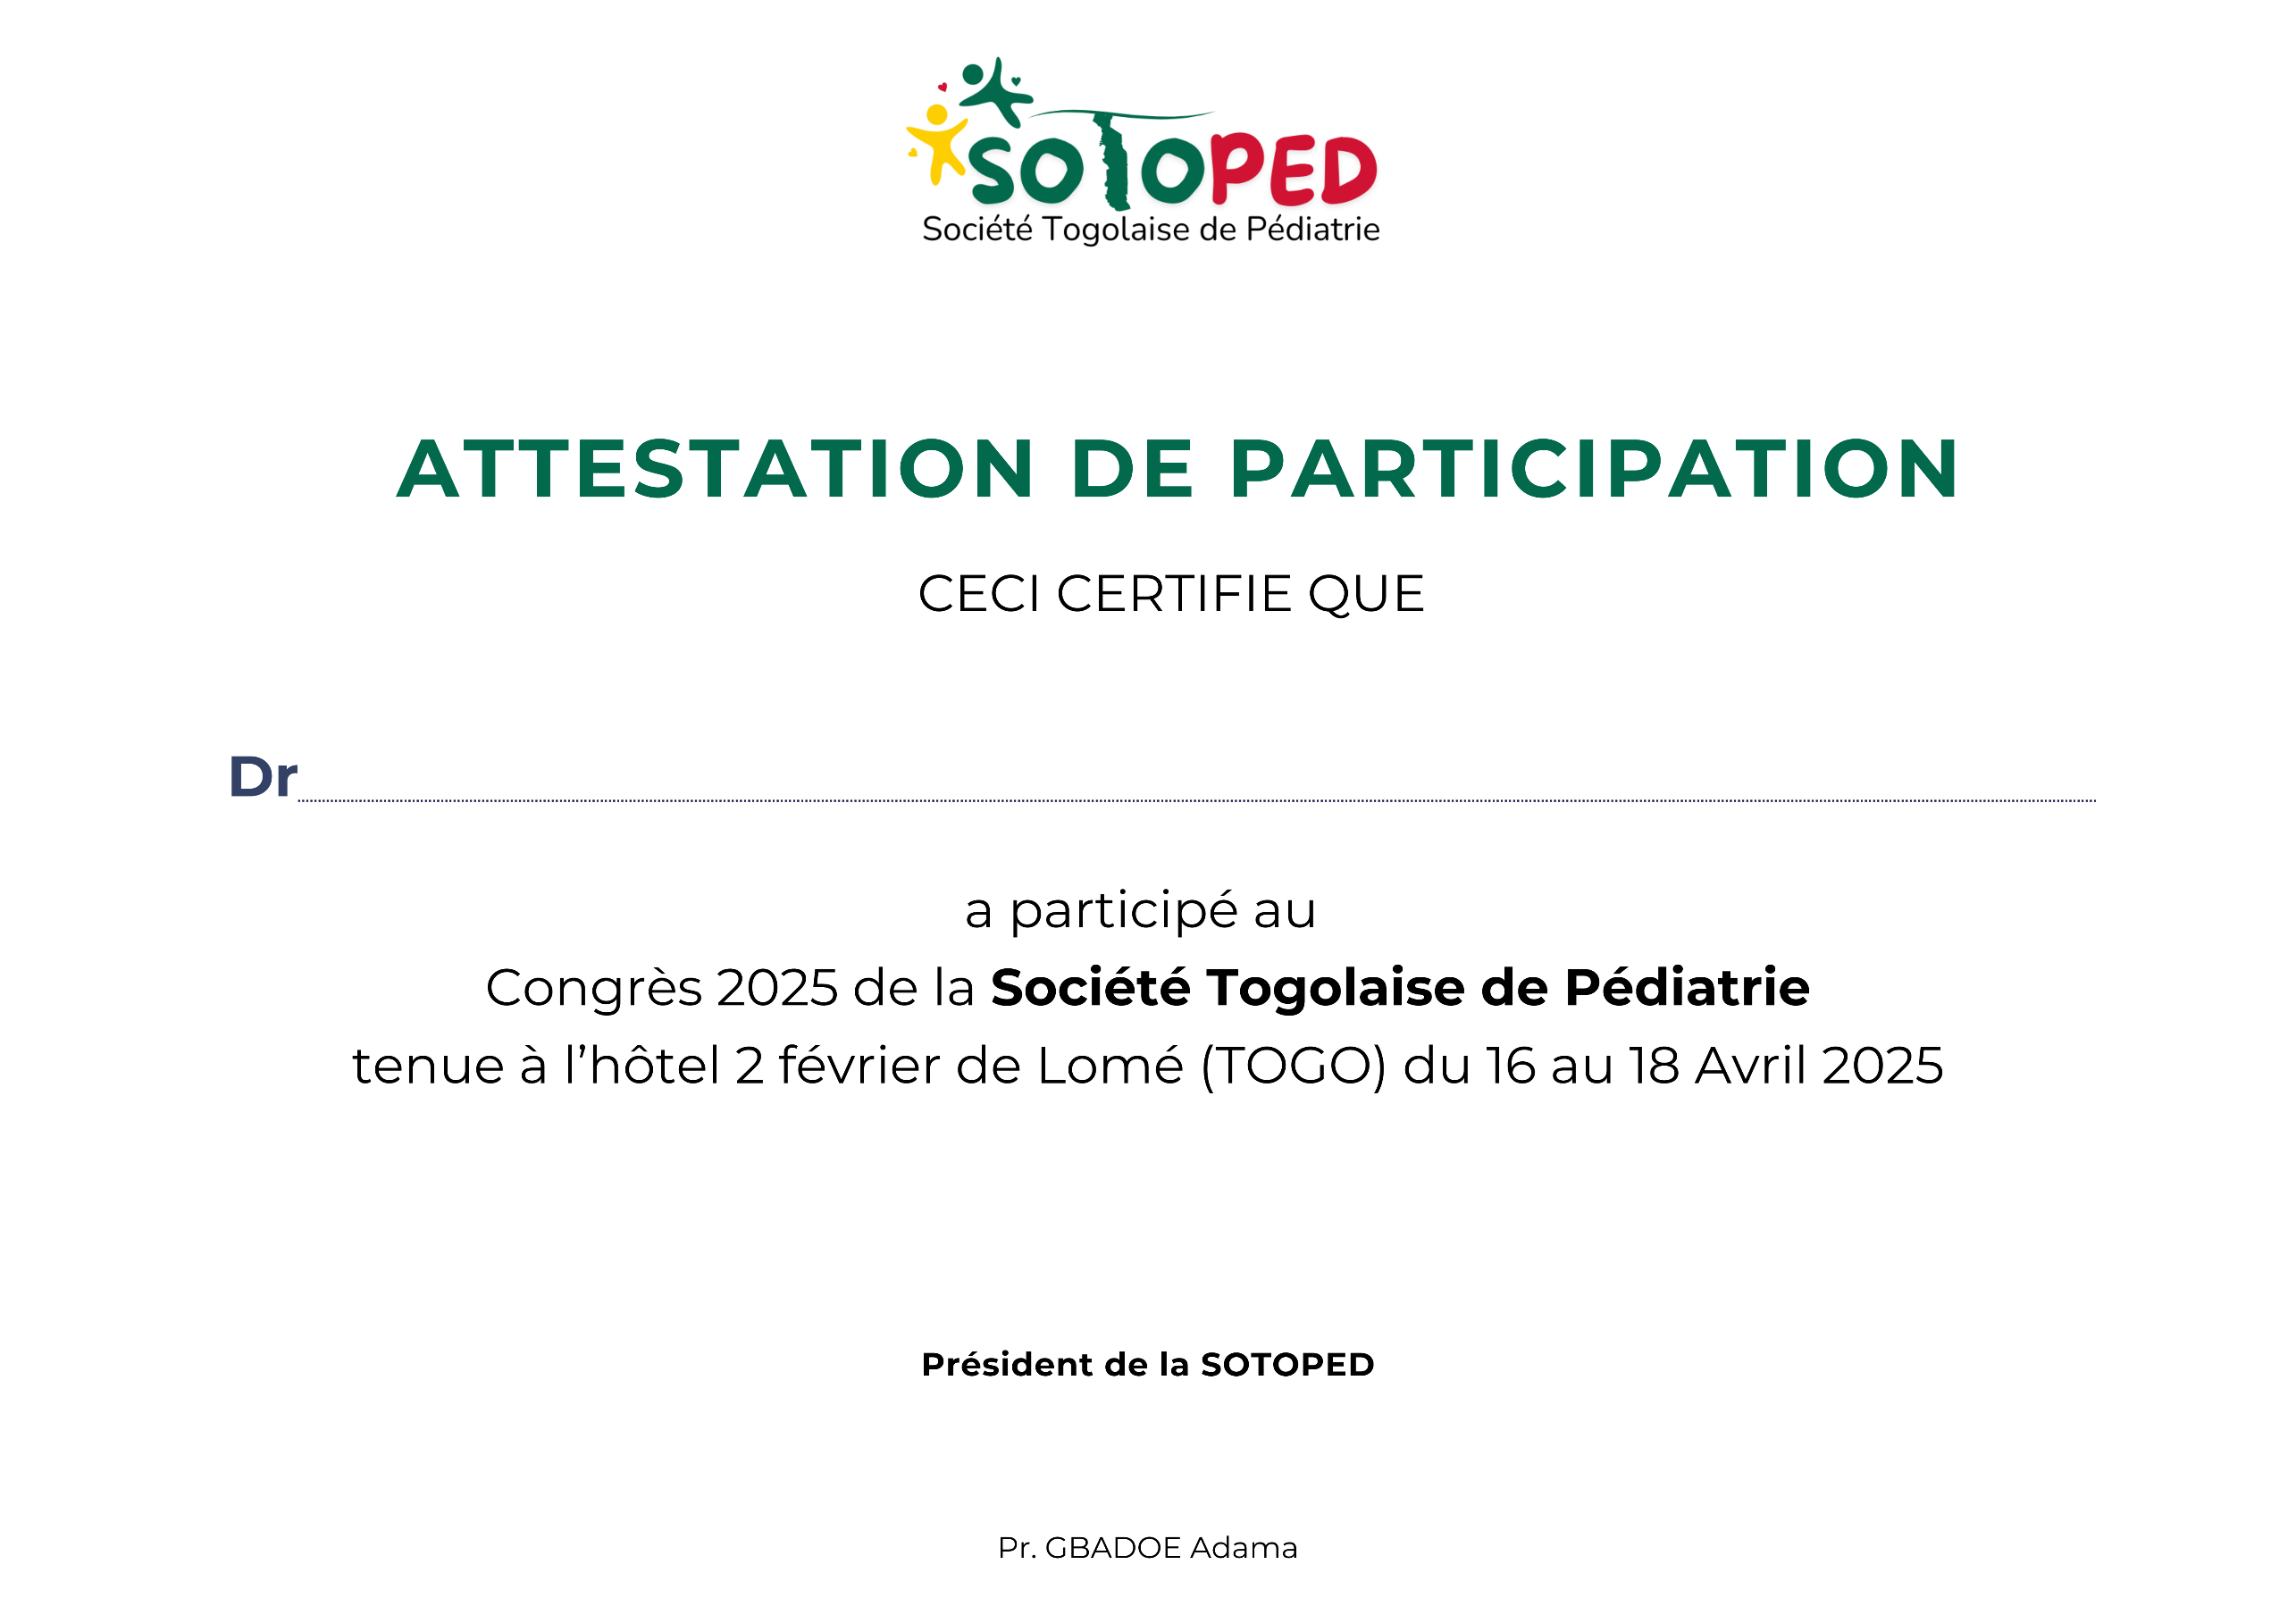 SOTOPED
Société Togolaise de Pédiatrie
ATTESTATION DE PARTICIPATION
CECI CERTIFIE QUE
Dr
a participé au
Congrès 2025 de la Société Togolaise de Pédiatrie
tenue à l’hôtel 2 février de Lomé (TOGO) du 16 au 18 Avril 2025
Président de la SOTOPED
Pr. GBADOE Adama